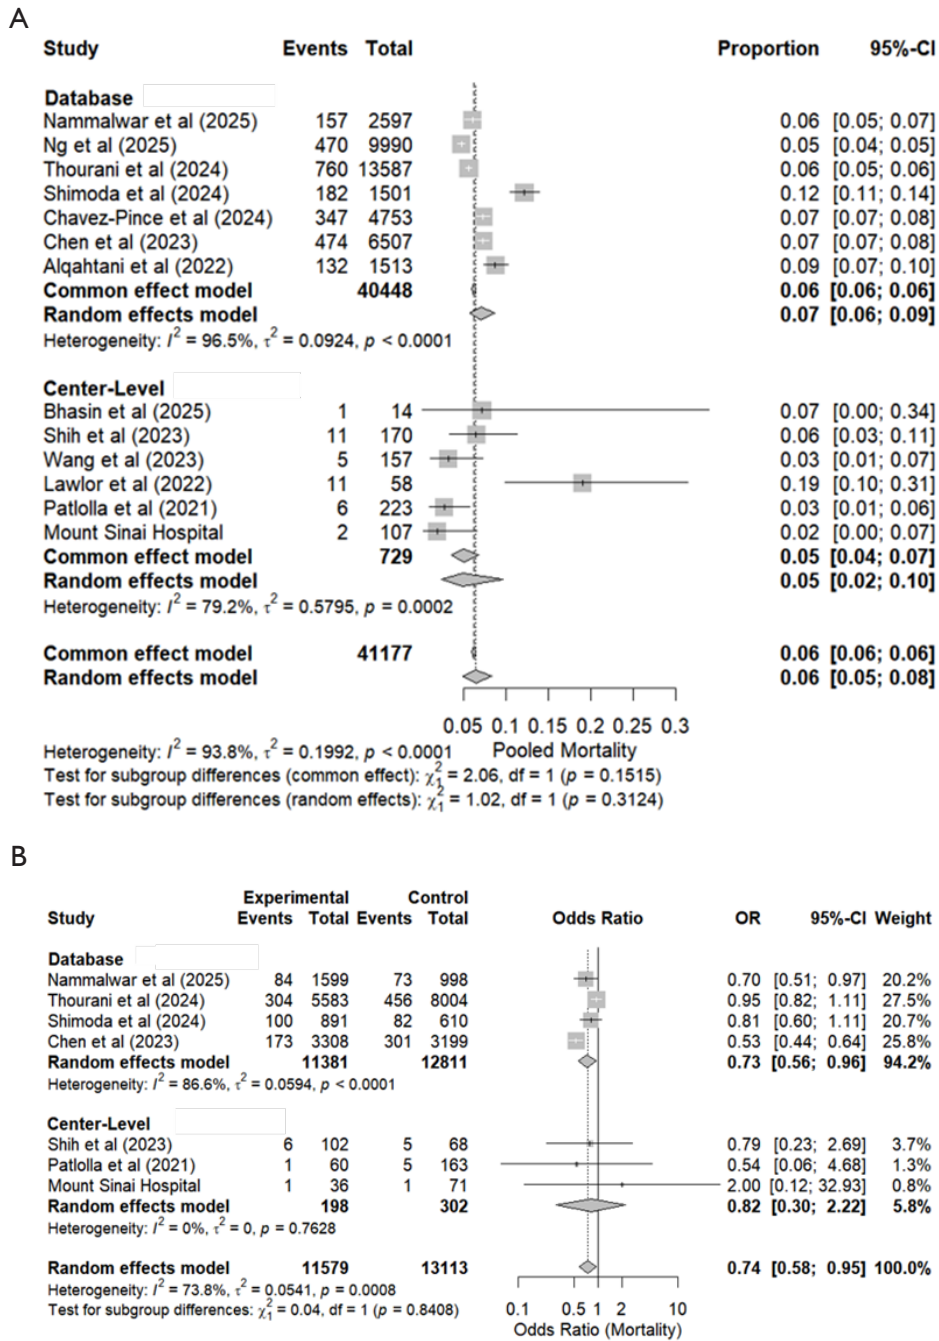 A
Study Events Total Proportion 95%-CI
Database
Nammalwar et al (2025) 157 2597 0.06 [0.05; 0.07]
Ng et al (2025) 470 9990 0.05 [0.04; 0.05]
Thourani et al (2024) 760 13587 0.06 [0.05; 0.06]
Shimoda et al (2024) 182 1501 0.12 [0.11; 0.14]
Chavez-Pince et al (2024) 347 4753 0.07 [0.07; 0.08]
Chen et al (2023) 474 6507 0.07 [0.07; 0.08]
Alqahtani et al (2022) 132 1513 0.09 [0.07; 0.10]
Common effect model 40448 0.06 [0.06; 0.06]
Random effects model 0.07 [0.06; 0.09]
Heterogeneity: I² = 96.5%, τ² = 0.0924, p < 0.0001
Center-Level
Bhasin et al (2025) 1 14 0.07 [0.00; 0.34]
Shih et al (2023) 11 170 0.06 [0.03; 0.11]
Wang et al (2023) 5 157 0.03 [0.01; 0.07]
Lawlor et al (2022) 11 58 0.19 [0.10; 0.31]
Patlolla et al (2021) 6 223 0.03 [0.01; 0.06]
Mount Sinai Hospital 2 107 0.02 [0.00; 0.07]
Common effect model 729 0.05 [0.04; 0.07]
Random effects model 0.05 [0.02; 0.10]
Heterogeneity: I² = 79.2%, τ² = 0.5795, p = 0.0002
Common effect model 41177 0.06 [0.06; 0.06]
Random effects model 0.06 [0.05; 0.08]
0.05 0.1 0.15 0.2 0.25 0.3
Heterogeneity: I² = 93.8%, τ² = 0.1992, p < 0.0001 Pooled Mortality
Test for subgroup differences (common effect): χ²₁ = 2.06, df = 1 (p = 0.1515)
Test for subgroup differences (random effects): χ²₁ = 1.02, df = 1 (p = 0.3124)
B
Experimental Control
Study Events Total Events Total Odds Ratio OR 95%-CI Weight
Database
Nammalwar et al (2025) 84 1599 73 998 0.70 [0.51; 0.97] 20.2%
Thourani et al (2024) 304 5583 456 8004 0.95 [0.82; 1.11] 27.5%
Shimoda et al (2024) 100 891 82 610 0.81 [0.60; 1.11] 20.7%
Chen et al (2023) 173 3308 301 3199 0.53 [0.44; 0.64] 25.8%
Random effects model 11381 12811 0.73 [0.56; 0.96] 94.2%
Heterogeneity: I² = 86.6%, τ² = 0.0594, p < 0.0001
Center-Level
Shih et al (2023) 6 102 5 68 0.79 [0.23; 2.69] 3.7%
Patlolla et al (2021) 1 60 5 163 0.54 [0.06; 4.68] 1.3%
Mount Sinai Hospital 1 36 1 71 2.00 [0.12; 32.93] 0.8%
Random effects model 198 302 0.82 [0.30; 2.22] 5.8%
Heterogeneity: I² = 0%, τ² = 0, p = 0.7628
Random effects model 11579 13113 0.74 [0.58; 0.95] 100.0%
Heterogeneity: I² = 73.8%, τ² = 0.0541, p = 0.0008
Test for subgroup differences: χ²₁ = 0.04, df = 1 (p = 0.8408)
0.1 0.5 1 2 10
Odds Ratio (Mortality)